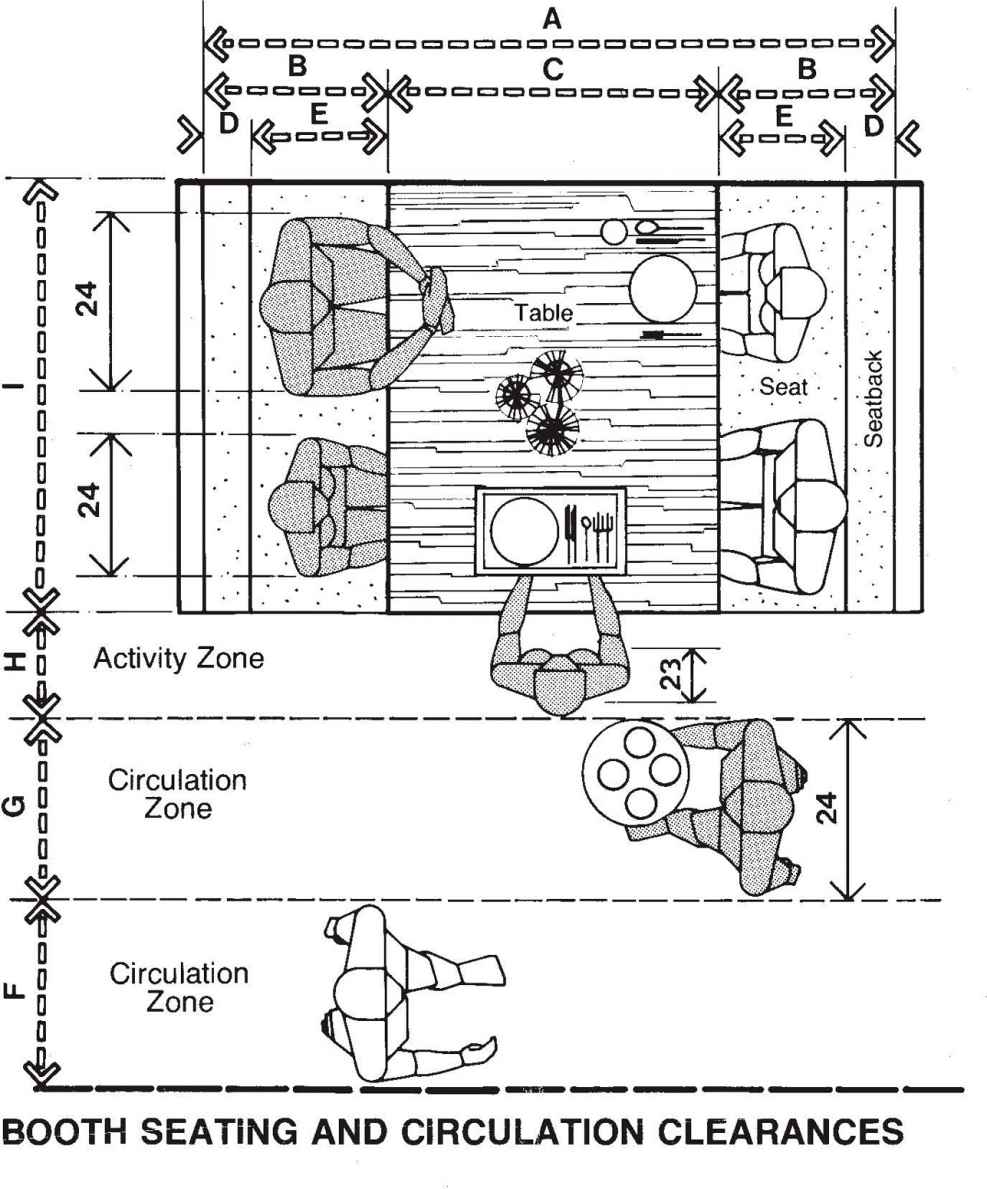 A
B
C
B
D
E
E
D
I
24
24
Table
Seat
Seatback
H
Activity Zone
23
G
Circulation
Zone
24
F
Circulation
Zone
BOOTH SEATING AND CIRCULATION CLEARANCES